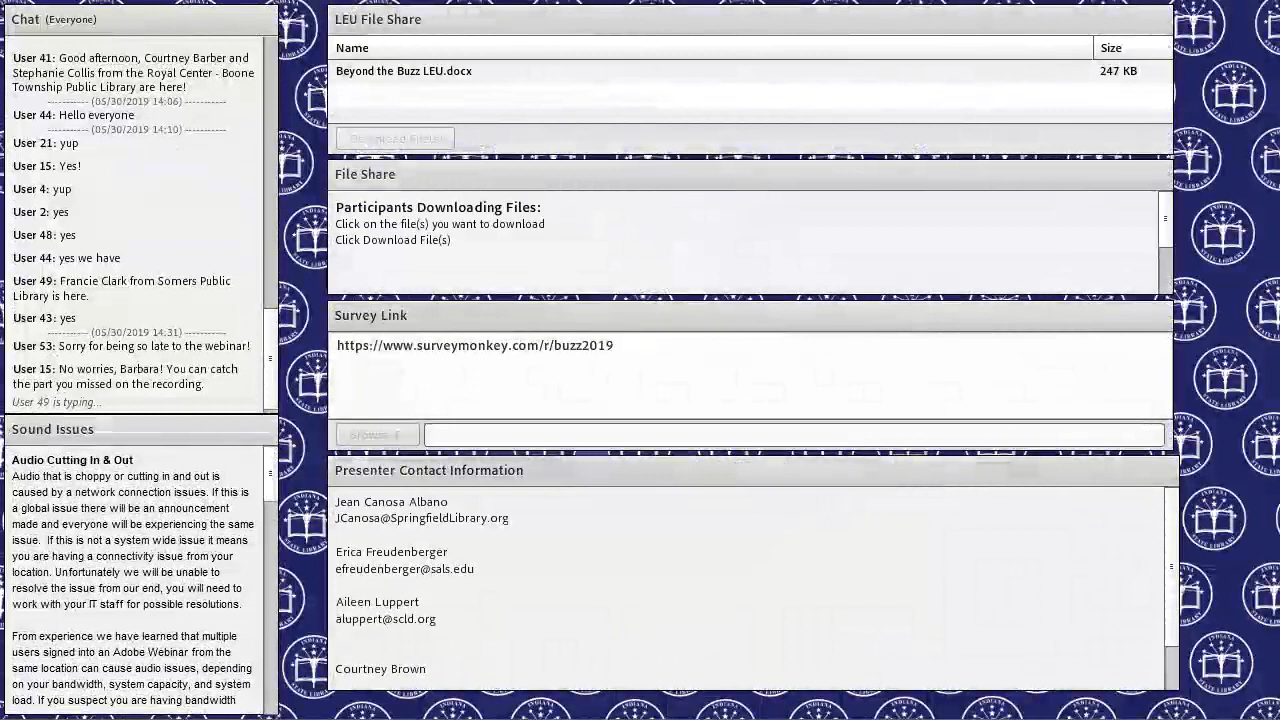 Chat (Everyone)
User 41: Good afternoon, Courtney Barber and
Stephanie Collis from the Royal Center - Boone
Township Public Library are here!
----------- (05/30/2019 14:06) -----------
User 44: Hello everyone
----------- (05/30/2019 14:10) -----------
User 21: yup
User 15: Yes!
User 4: yup
User 2: yes
User 48: yes
User 44: yes we have
User 49: Francie Clark from Somers Public
Library is here.
User 43: yes
----------- (05/30/2019 14:31) -----------
User 53: Sorry for being so late to the webinar!
User 15: No worries, Barbara! You can catch
the part you missed on the recording.
User 49 is typing...
Sound Issues
Audio Cutting In & Out
Audio that is choppy or cutting in and out is
caused by a network connection issues. If this is
a global issue there will be an announcement
made and everyone will be experiencing the same
issue.  If this is not a system wide issue it means
you are having a connectivity issue from your
location. Unfortunately we will be unable to
resolve the issue from our end, you will need to
work with your IT staff for possible resolutions.
From experience we have learned that multiple
users signed into an Adobe Webinar from the
same location can cause audio issues, depending
on your bandwidth, system capacity, and system
load. If you suspect you are having bandwidth
LEU File Share
Name Size
Beyond the Buzz LEU.docx 247 KB
Download File(s)
File Share
Participants Downloading Files:
Click on the file(s) you want to download
Click Download File(s)
Survey Link
https://www.surveymonkey.com/r/buzz2019
Presenter Contact Information
Jean Canosa Albano
JCanosa@SpringfieldLibrary.org
Erica Freudenberger
efreudenberger@sals.edu
Aileen Luppert
aluppert@scld.org
Courtney Brown
INDIANA
STATE LIBRARY